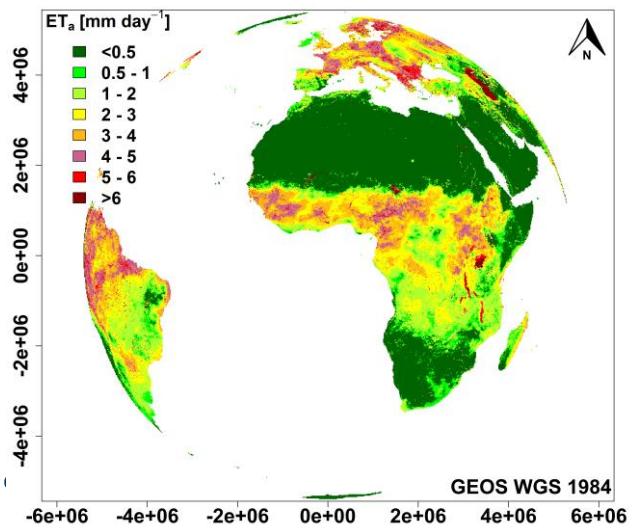 ETa [mm day⁻¹]
<0.5
0.5 - 1
1 - 2
2 - 3
3 - 4
4 - 5
5 - 6
>6
N
4e+06
2e+06
0e+00
-2e+06
-4e+06
GEOS WGS 1984
-6e+06 -4e+06 -2e+06 0e+00 2e+06 4e+06 6e+06